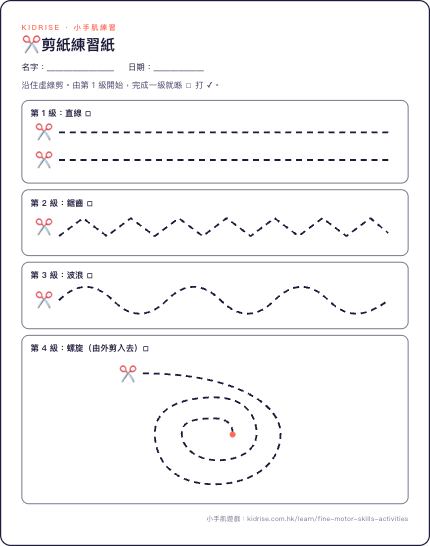 KIDRISE · 小手肌練習
剪紙練習紙
名字：______________ 日期：___________
沿住虛線剪。由第 1 級開始，完成一級就喺 □ 打 ✓。
第 1 級：直線 □
第 2 級：鋸齒 □
第 3 級：波浪 □
第 4 級：螺旋（由外剪入去）□
小手肌遊戲：kidrise.com.hk/learn/fine-motor-skills-activities